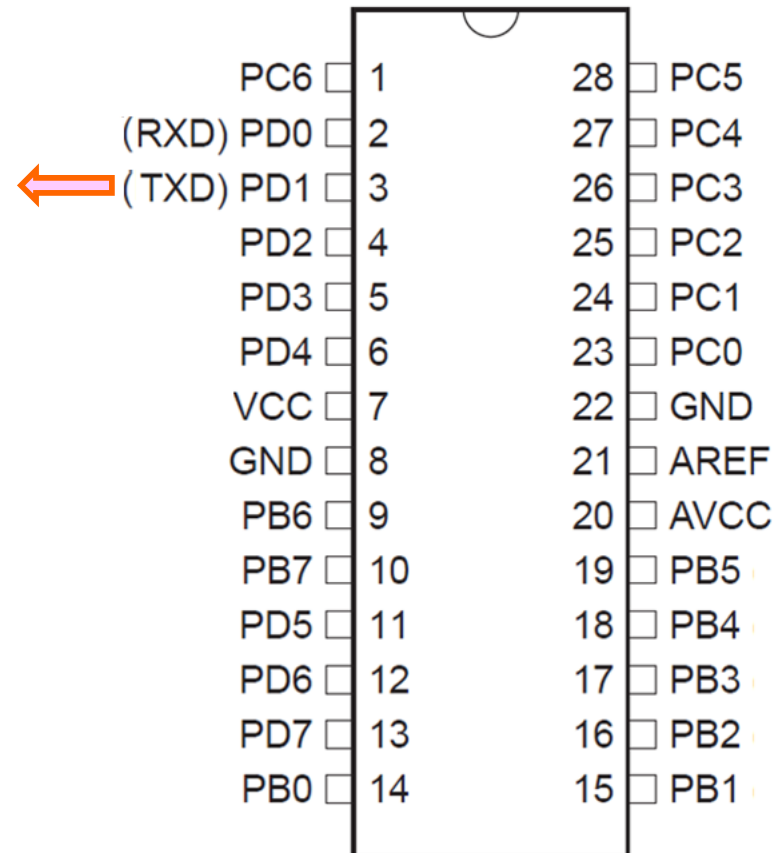 PC6 1 28 PC5
(RXD) PD0 2 27 PC4
(TXD) PD1 3 26 PC3
PD2 4 25 PC2
PD3 5 24 PC1
PD4 6 23 PC0
VCC 7 22 GND
GND 8 21 AREF
PB6 9 20 AVCC
PB7 10 19 PB5
PD5 11 18 PB4
PD6 12 17 PB3
PD7 13 16 PB2
PB0 14 15 PB1